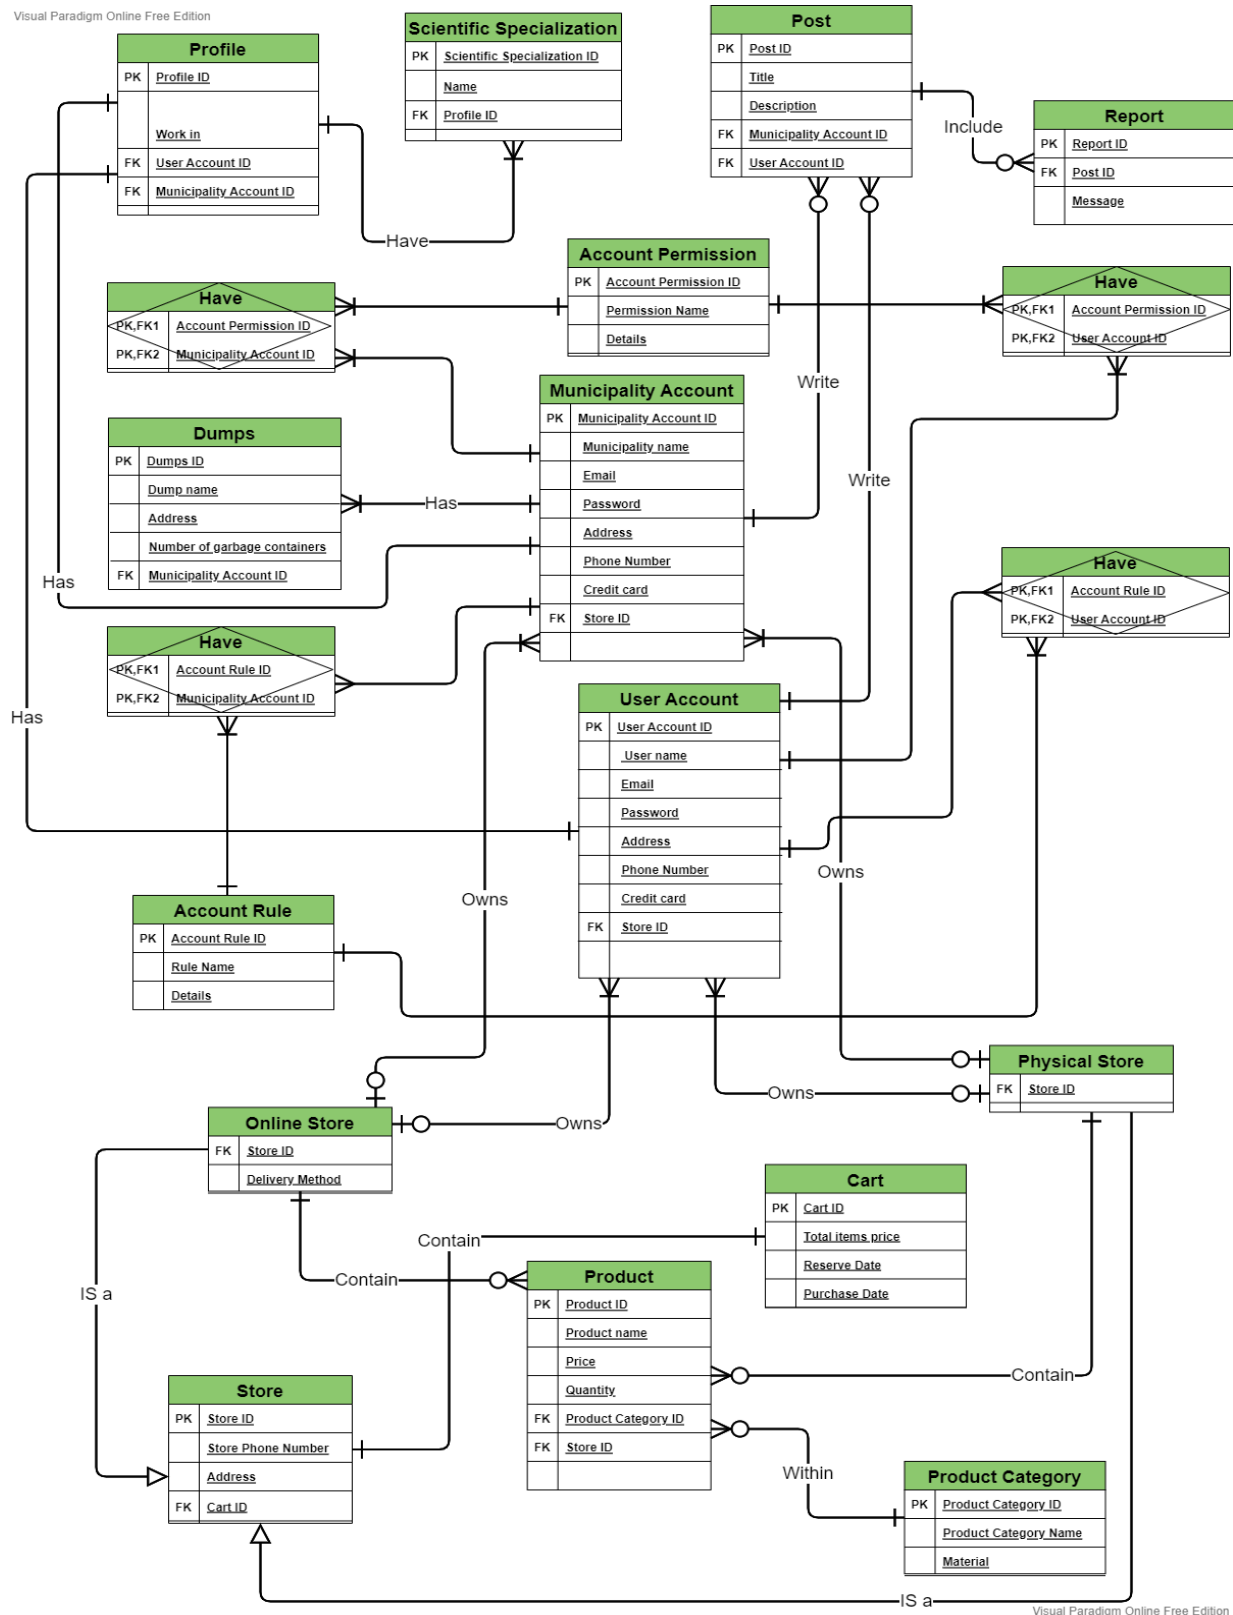 Visual Paradigm Online Free Edition
Profile
PK Profile ID
Work in
FK User Account ID
FK Municipality Account ID
Scientific Specialization
PK Scientific Specialization ID
Name
FK Profile ID
Post
PK Post ID
Title
Description
FK Municipality Account ID
FK User Account ID
Include
Report
PK Report ID
FK Post ID
Message
Have
Account Permission
PK Account Permission ID
Permission Name
Details
Have
PK,FK1 Account Permission ID
PK,FK2 Municipality Account ID
Have
PK,FK1 Account Permission ID
PK,FK2 User Account ID
Write
Municipality Account
PK Municipality Account ID
Municipality name
Email
Password
Address
Phone Number
Credit card
FK Store ID
Dumps
PK Dumps ID
Dump name
Address
Number of garbage containers
FK Municipality Account ID
Has
Write
Has
Have
PK,FK1 Account Rule ID
PK,FK2 User Account ID
Have
PK,FK1 Account Rule ID
PK,FK2 Municipality Account ID
Has
User Account
PK User Account ID
User name
Email
Password
Address
Phone Number
Credit card
FK Store ID
Owns
Owns
Account Rule
PK Account Rule ID
Rule Name
Details
Physical Store
FK Store ID
Owns
Owns
Online Store
FK Store ID
Delivery Method
Cart
PK Cart ID
Total items price
Reserve Date
Purchase Date
Contain
Contain
IS a
Product
PK Product ID
Product name
Price
Quantity
FK Product Category ID
FK Store ID
Contain
Store
PK Store ID
Store Phone Number
Address
FK Cart ID
Within
Product Category
PK Product Category ID
Product Category Name
Material
IS a
Visual Paradigm Online Free Edition